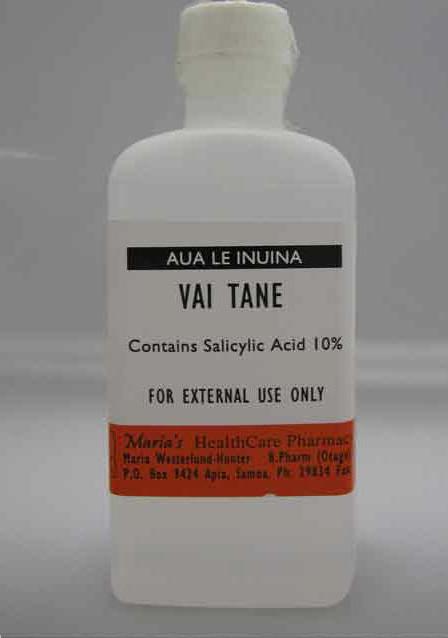 AUA LE INUINA
VAI TANE
Contains Salicylic Acid 10%
FOR EXTERNAL USE ONLY
Maria's HealthCare Pharmac
Maria Westerlund-Hunter B.Pharm (Otago)
P.O. Box 3424 Apia, Samoa. Ph: 29834 Fax